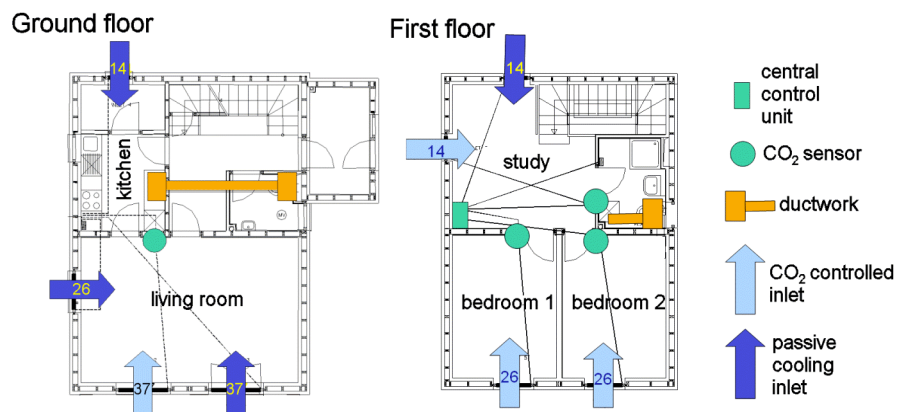 Ground floor
First floor
14
kitchen
26
living room
37
37
14
14
study
bedroom 1
bedroom 2
26
26
central
control
unit
CO2 sensor
ductwork
CO2 controlled
inlet
passive
cooling
inlet